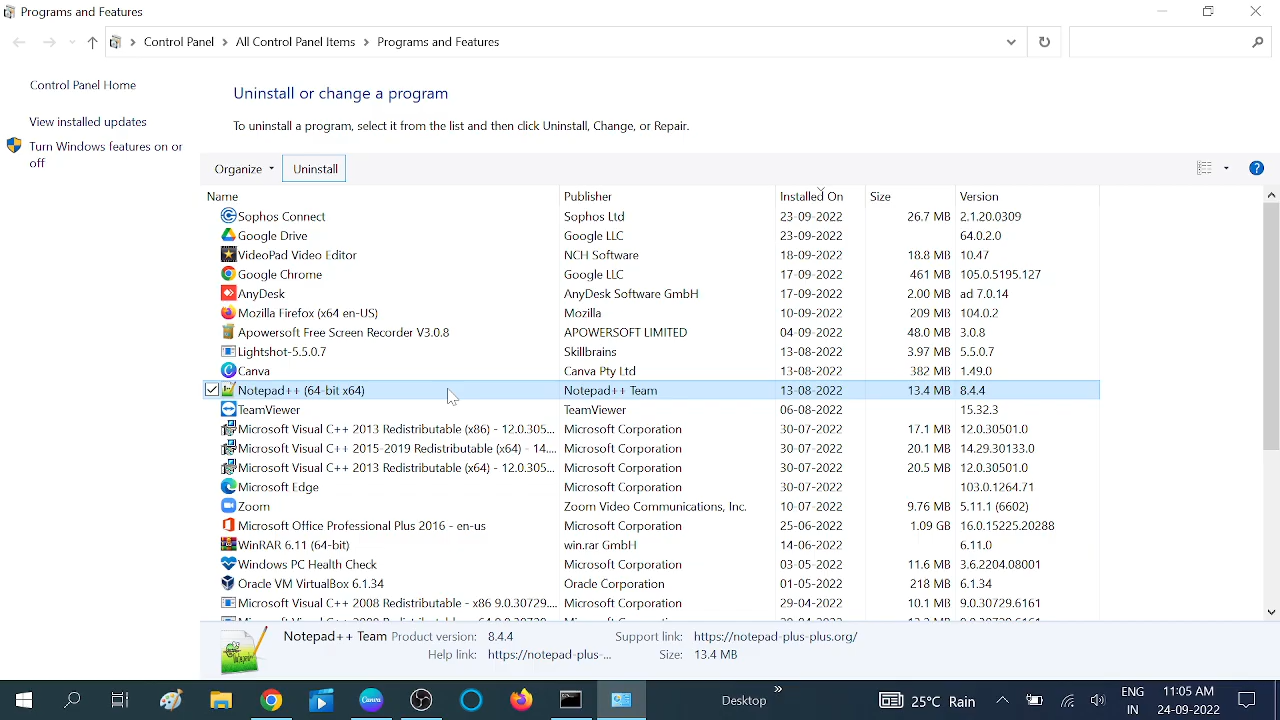 Programs and Features
Control Panel > All Control Panel Items > Programs and Features
Control Panel Home
View installed updates
Turn Windows features on or
off
Uninstall or change a program
To uninstall a program, select it from the list and then click Uninstall, Change, or Repair.
Organize Uninstall
Name Publisher Installed On Size Version
Sophos Connect Sophos Ltd 23-09-2022 26.7 MB 2.1.20.0309
Google Drive Google LLC 23-09-2022 64.0.2.0
VideoPad Video Editor NCH Software 18-09-2022 18.8 MB 10.47
Google Chrome Google LLC 17-09-2022 461 MB 105.0.5195.127
AnyDesk AnyDesk Software GmbH 17-09-2022 2.00 MB ad 7.0.14
Mozilla Firefox (x64 en-US) Mozilla 10-09-2022 209 MB 104.0.2
Apowersoft Free Screen Recorder V3.0.8 APOWERSOFT LIMITED 04-09-2022 48.0 MB 3.0.8
Lightshot-5.5.0.7 Skillbrains 13-08-2022 3.97 MB 5.5.0.7
Canva Canva Pty Ltd 13-08-2022 382 MB 1.49.0
Notepad++ (64-bit x64) Notepad++ Team 13-08-2022 13.4 MB 8.4.4
TeamViewer TeamViewer 06-08-2022 15.32.3
Microsoft Visual C++ 2013 Redistributable (x86) - 12.0.305... Microsoft Corporation 30-07-2022 17.1 MB 12.0.30501.0
Microsoft Visual C++ 2015-2019 Redistributable (x64) - 14.... Microsoft Corporation 30-07-2022 20.1 MB 14.29.30133.0
Microsoft Visual C++ 2013 Redistributable (x64) - 12.0.305... Microsoft Corporation 30-07-2022 20.5 MB 12.0.30501.0
Microsoft Edge Microsoft Corporation 30-07-2022 103.0.1264.71
Zoom Zoom Video Communications, Inc. 10-07-2022 9.76 MB 5.11.1 (6602)
Microsoft Office Professional Plus 2016 - en-us Microsoft Corporation 25-06-2022 1.09 GB 16.0.15225.20288
WinRAR 6.11 (64-bit) win.rar GmbH 14-06-2022 6.11.0
Windows PC Health Check Microsoft Corporation 03-05-2022 11.6 MB 3.6.2204.08001
Oracle VM VirtualBox 6.1.34 Oracle Corporation 01-05-2022 218 MB 6.1.34
Microsoft Visual C++ 2008 Redistributable - x86 9.0.30729.... Microsoft Corporation 29-04-2022 10.1 MB 9.0.30729.6161
Notepad++ Team Product version: 8.4.4 Support link: https://notepad-plus-plus.org/
Help link: https://notepad-plus-... Size: 13.4 MB
Desktop » 25°C Rain ENG 11:05 AM
IN 24-09-2022